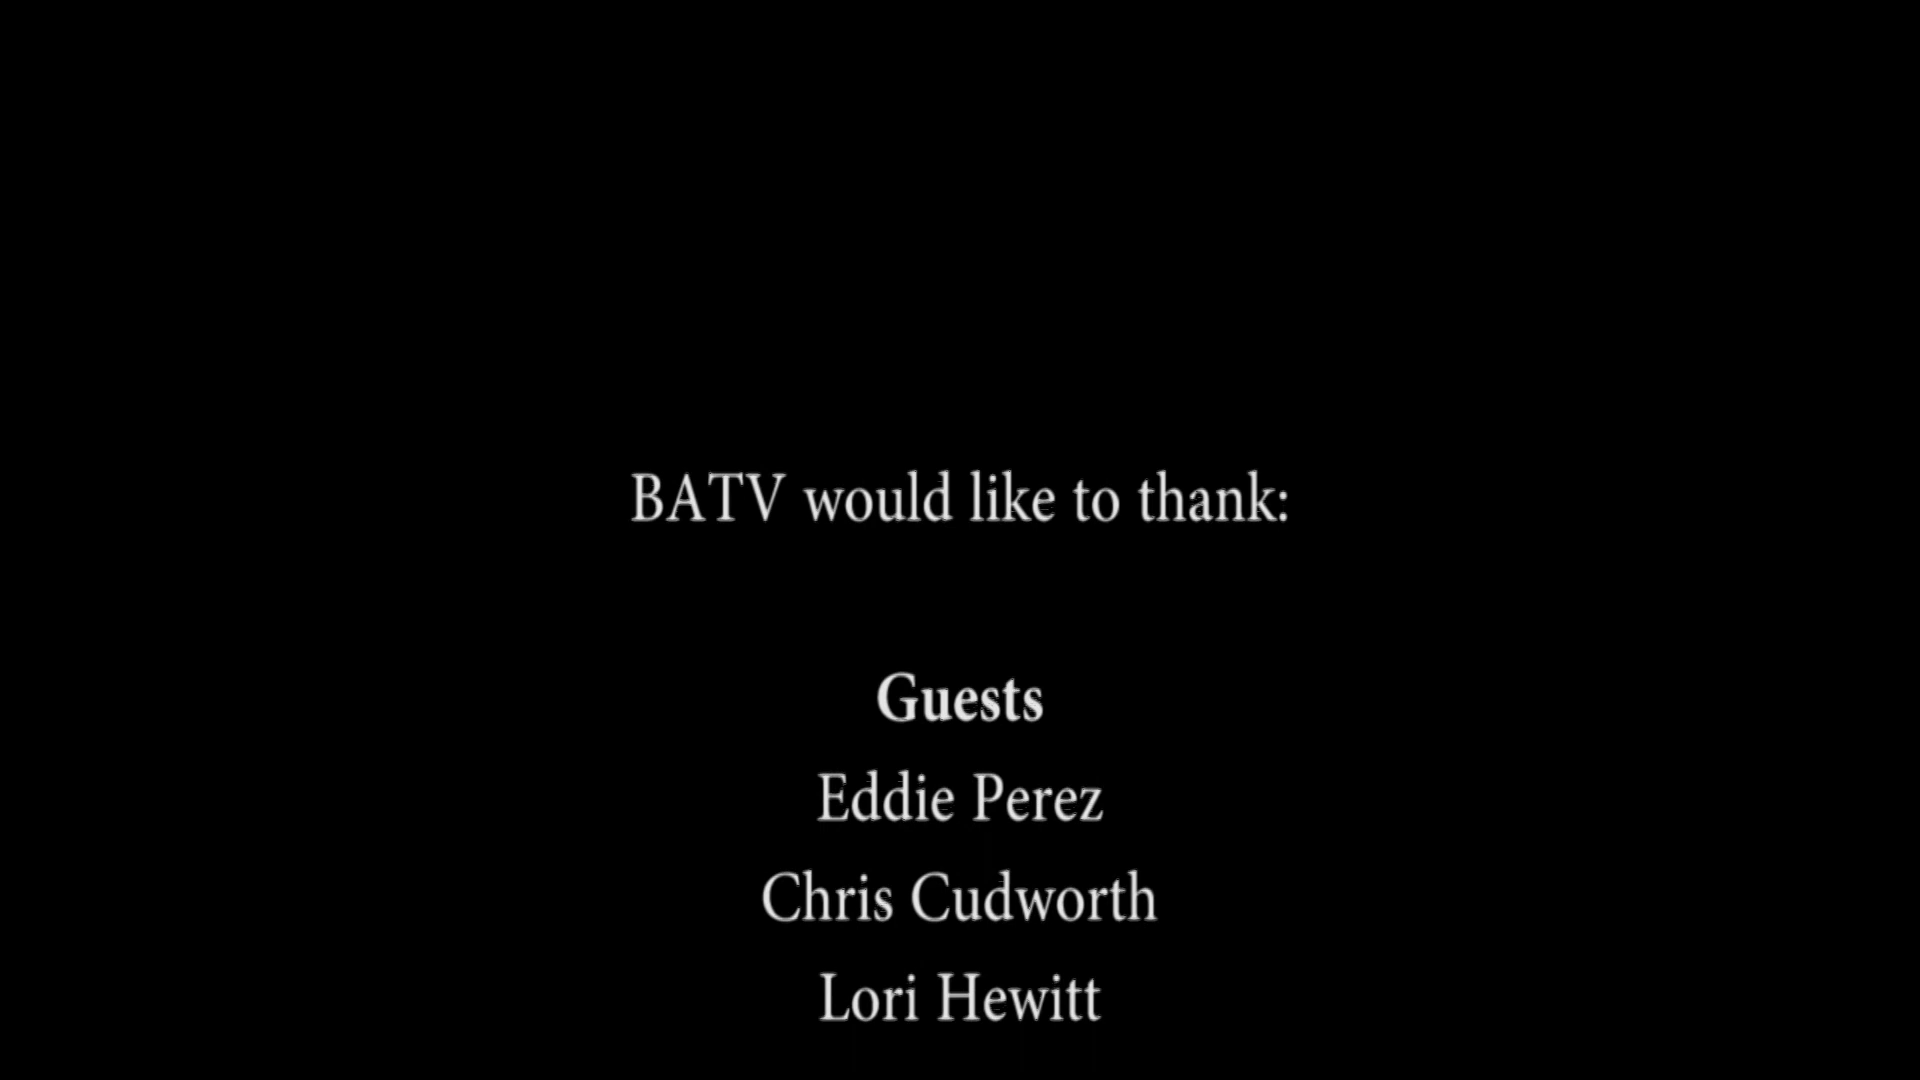 BATV would like to thank:
Guests
Eddie Perez
Chris Cudworth
Lori Hewitt